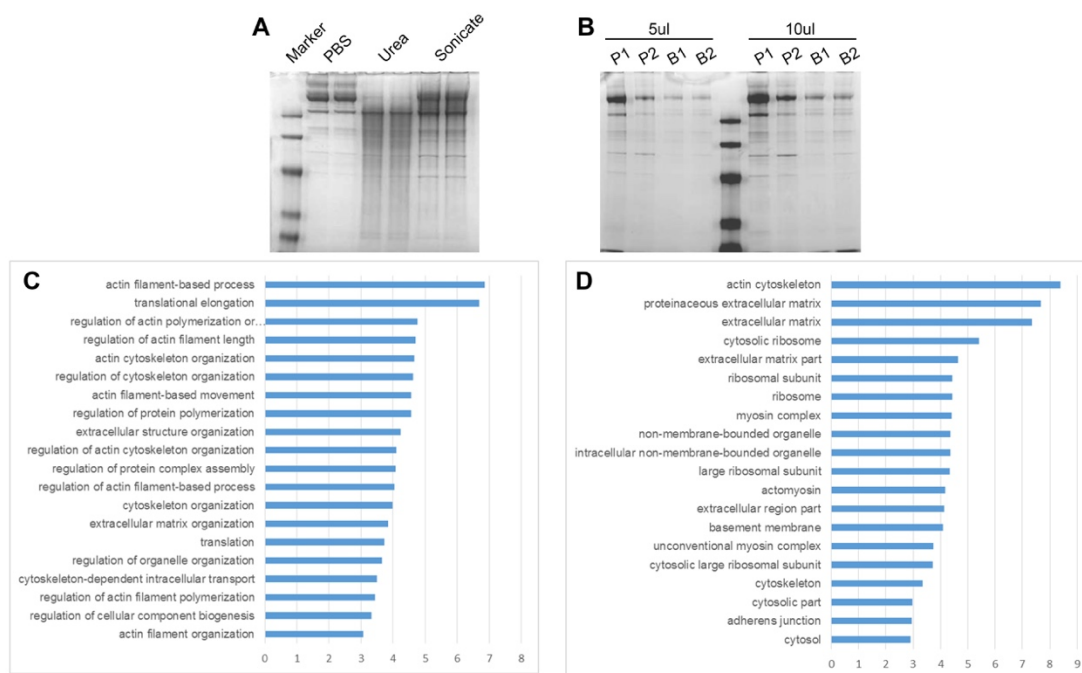 A
Marker
PBS
Urea
Sonicate
B
5ul
10ul
P1
P2
B1
B2
P1
P2
B1
B2
C
actin filament-based process
translational elongation
regulation of actin polymerization or...
regulation of actin filament length
actin cytoskeleton organization
regulation of cytoskeleton organization
actin filament-based movement
regulation of protein polymerization
extracellular structure organization
regulation of actin cytoskeleton organization
regulation of protein complex assembly
regulation of actin filament-based process
cytoskeleton organization
extracellular matrix organization
translation
regulation of organelle organization
cytoskeleton-dependent intracellular transport
regulation of actin filament polymerization
regulation of cellular component biogenesis
actin filament organization
0 1 2 3 4 5 6 7 8
D
actin cytoskeleton
proteinaceous extracellular matrix
extracellular matrix
cytosolic ribosome
extracellular matrix part
ribosomal subunit
ribosome
myosin complex
non-membrane-bounded organelle
intracellular non-membrane-bounded organelle
large ribosomal subunit
actomyosin
extracellular region part
basement membrane
unconventional myosin complex
cytosolic large ribosomal subunit
cytoskeleton
cytosolic part
adherens junction
cytosol
0 1 2 3 4 5 6 7 8 9